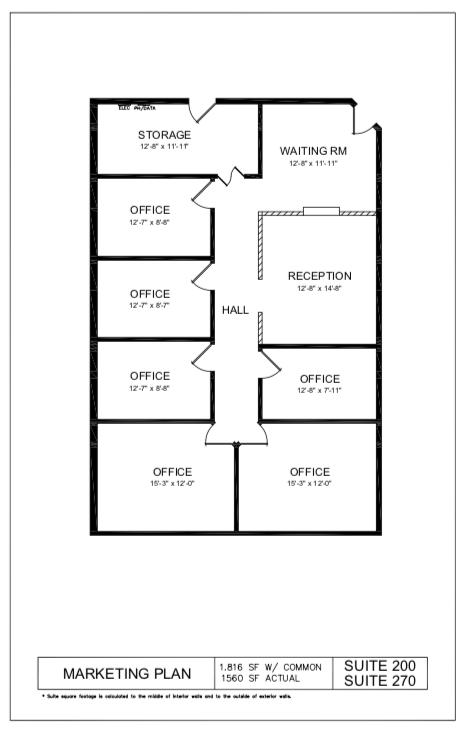 ELEC PH/DATA
STORAGE
12'-8" x 11'-11"
WAITING RM
12'-8" x 11'-11"
OFFICE
12'-7" x 8'-8"
RECEPTION
12'-8" x 14'-8"
OFFICE
12'-7" x 8'-7"
HALL
OFFICE
12'-7" x 8'-8"
OFFICE
12'-8" x 7'-11"
OFFICE
15'-3" x 12'-0"
OFFICE
15'-3" x 12'-0"
MARKETING PLAN
1.816 SF W/ COMMON
1560 SF ACTUAL
SUITE 200
SUITE 270
* Suite square footage is calculated to the middle of interior walls and to the outside of exterior walls.